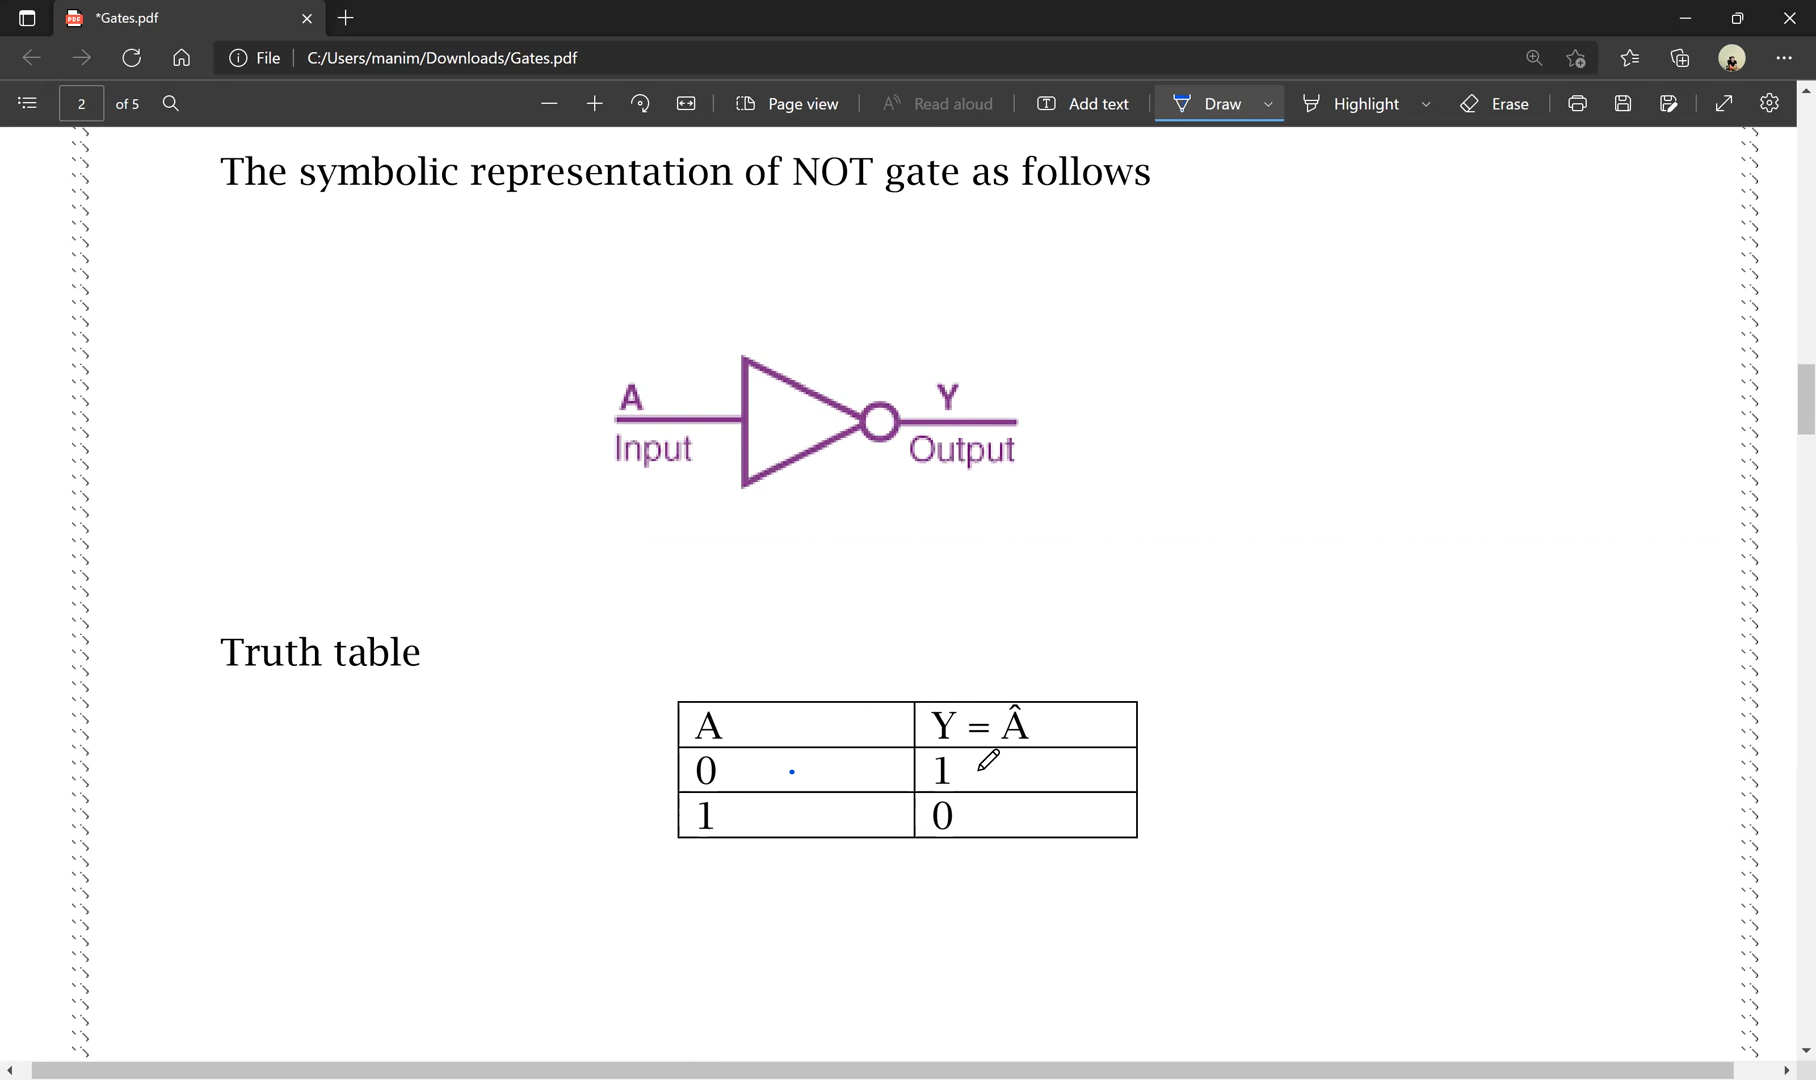 *Gates.pdf
File C:/Users/manim/Downloads/Gates.pdf
2 of 5 Page view Read aloud Add text Draw Highlight Erase
The symbolic representation of NOT gate as follows
A Y
Input Output
Truth table
A Y = Â
0 1
1 0